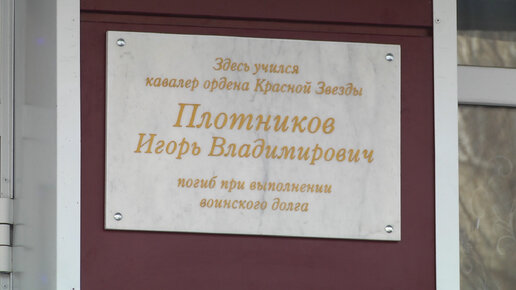 Здесь учился
кавалер ордена Красной Звезды
Плотников
Игорь Владимирович
погиб при выполнении
воинского долга